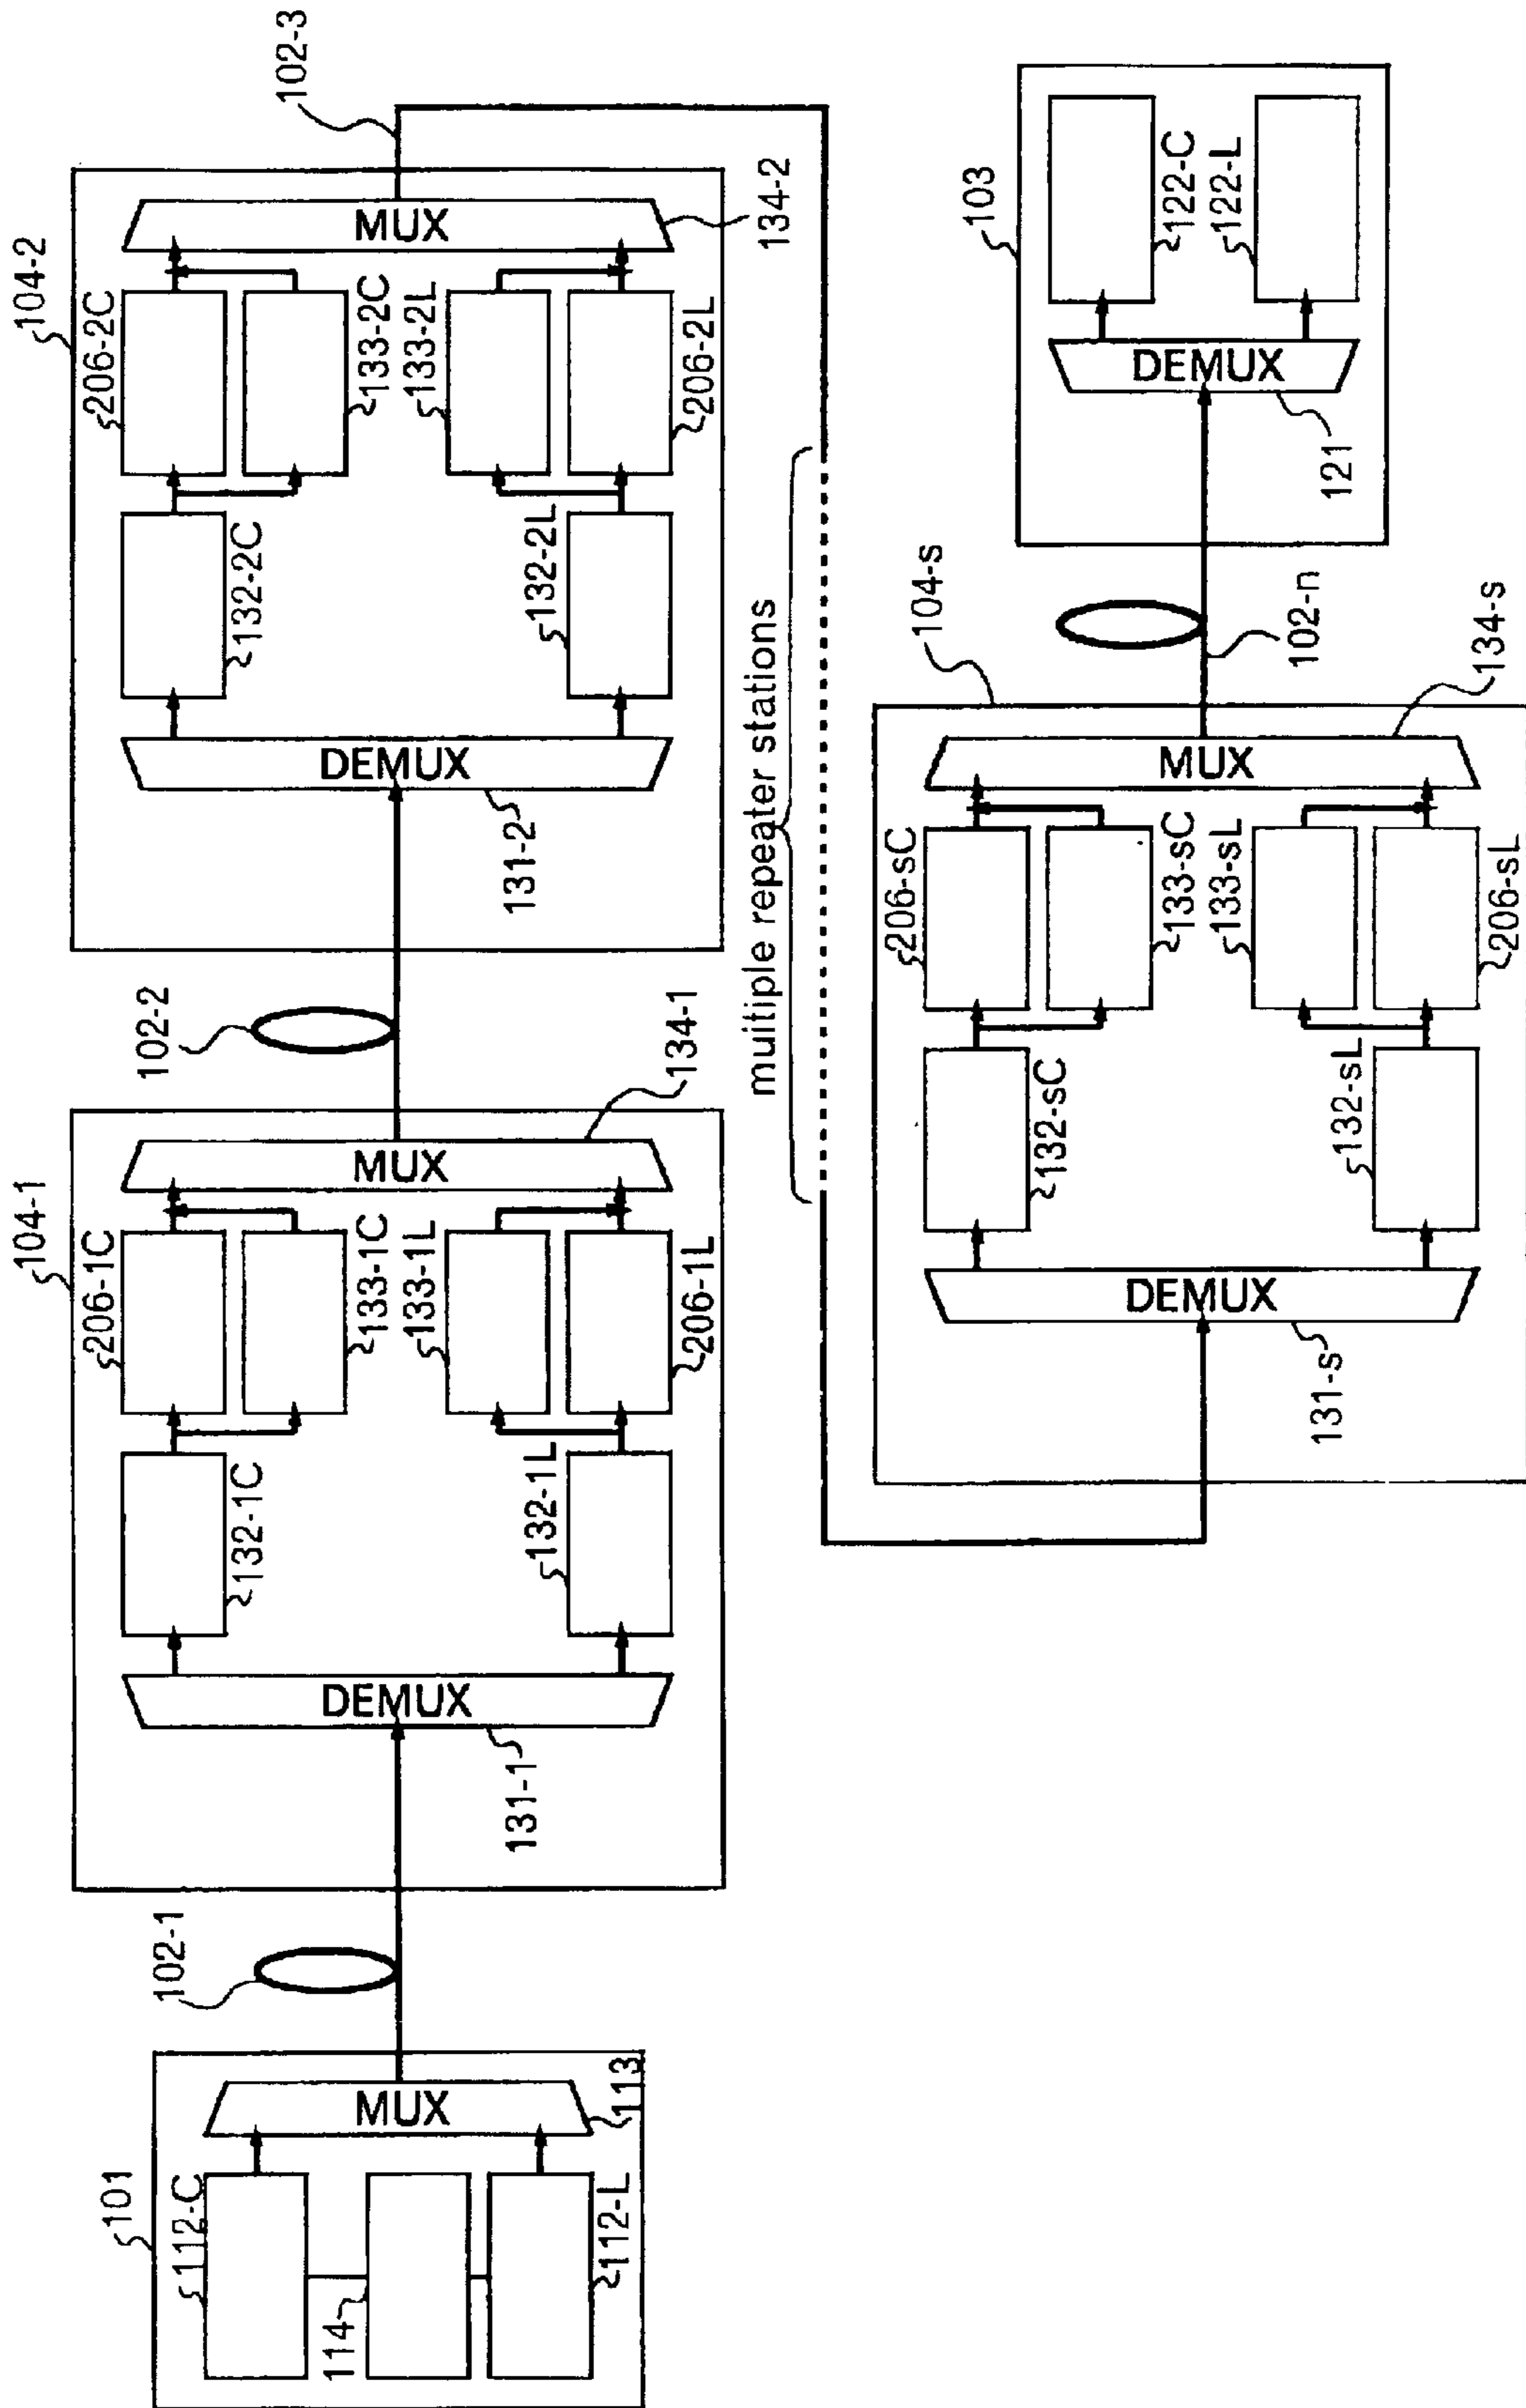 101
112-C
114
112-L
MUX
113
102-1
104-1
131-1
DEMUX
132-1C
132-1L
206-1C
133-1C
133-1L
206-1L
MUX
134-1
102-2
104-2
131-2
DEMUX
132-2C
132-2L
206-2C
133-2C
133-2L
206-2L
MUX
134-2
102-3
muitiple repeater stations
104-s
131-s
DEMUX
132-sC
132-sL
206-sC
133-sC
133-sL
206-sL
MUX
134-s
102-n
103
121
DEMUX
122-C
122-L